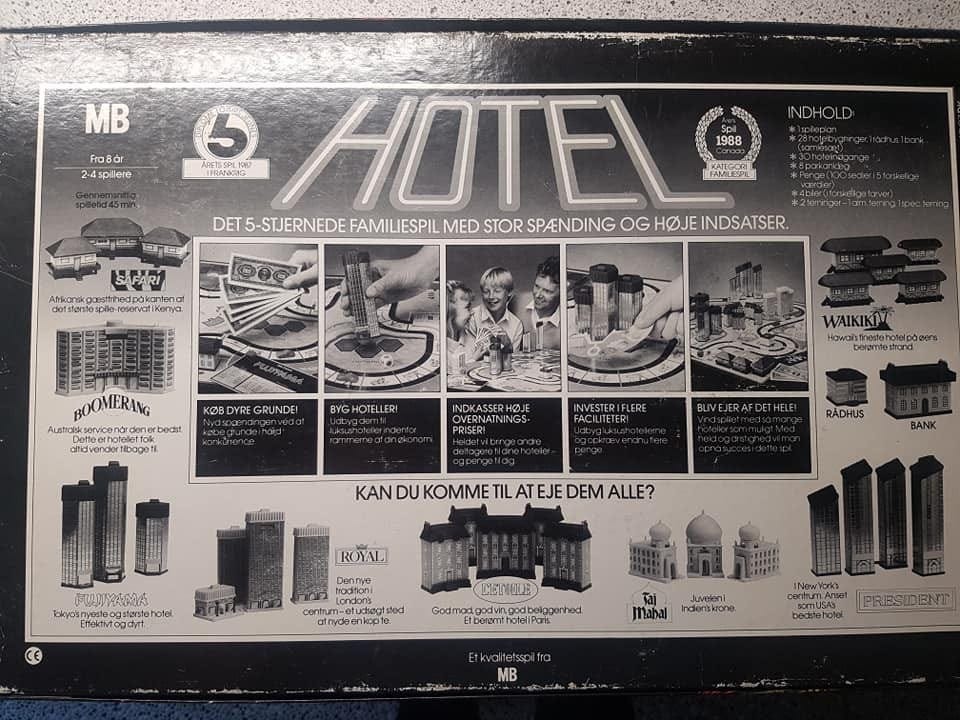 MB
Fra 8 år
2-4 spillere
Gennemsnitlig
spilletid 45 min.
5
ÅRETS SPIL 1987
I FRANKRIG
HOTEL
Årets
Spil
1988
Canada
KATEGORI
FAMILIESPIL
INDHOLD:
* 1 spilleplan
* 28 hotelbygninger, 1 rådhus, 1 bank
(samlesæt)
* 30 hotelindgange
* 8 parkanlæg
* Penge (100 sedler i 5 forskellige
værdier)
* 4 biler (i forskellige farver)
* 2 terninger - 1 alm. terning, 1 spec. terning
DET 5-STJERNEDE FAMILIESPIL MED STOR SPÆNDING OG HØJE INDSATSER.
SAFARI
Afrikansk gæstfrihed på kanten af
det største spille-reservat i Kenya.
BOOMERANG
Australsk service når den er bedst.
Dette er hotellet folk
altid vender tilbage til.
FUJIYAMA
KØB DYRE GRUNDE!
Nyd spændingen ved at
købe grunde i hård
konkurrence.
BYG HOTELLER!
Udbyg dem til
luksushoteller indenfor
rammerne af din økonomi.
INDKASSER HØJE
OVERNATNINGS-
PRISER!
Heldet vil bringe andre
deltagere til dine hoteller -
og penge til dig.
INVESTER I FLERE
FACILITETER!
Udbyg luksushotellerne
og opkræv endnu flere
penge.
BLIV EJER AF DET HELE!
Vind spillet med så mange
hoteller som muligt. Med
held og dristighed vil man
opnå succes i dette spil.
WAIKIKI
Hawai's fineste hotel på øens
berømte strand.
RÅDHUS
BANK
KAN DU KOMME TIL AT EJE DEM ALLE?
FUJIYAMA
Tokyo's nyeste og største hotel.
Effektivt og dyrt.
ROYAL
Den nye
tradition i
London's
centrum - et udsøgt sted
at nyde en kop te.
L'ETOILE
God mad, god vin, god beliggenhed.
Et berømt hotel i Paris.
Taj
Mahal
Juvelen i
Indien's krone.
I New York's
centrum. Anset
som USA's
bedste hotel.
PRESIDENT
CE
Et kvalitetsspil fra
MB